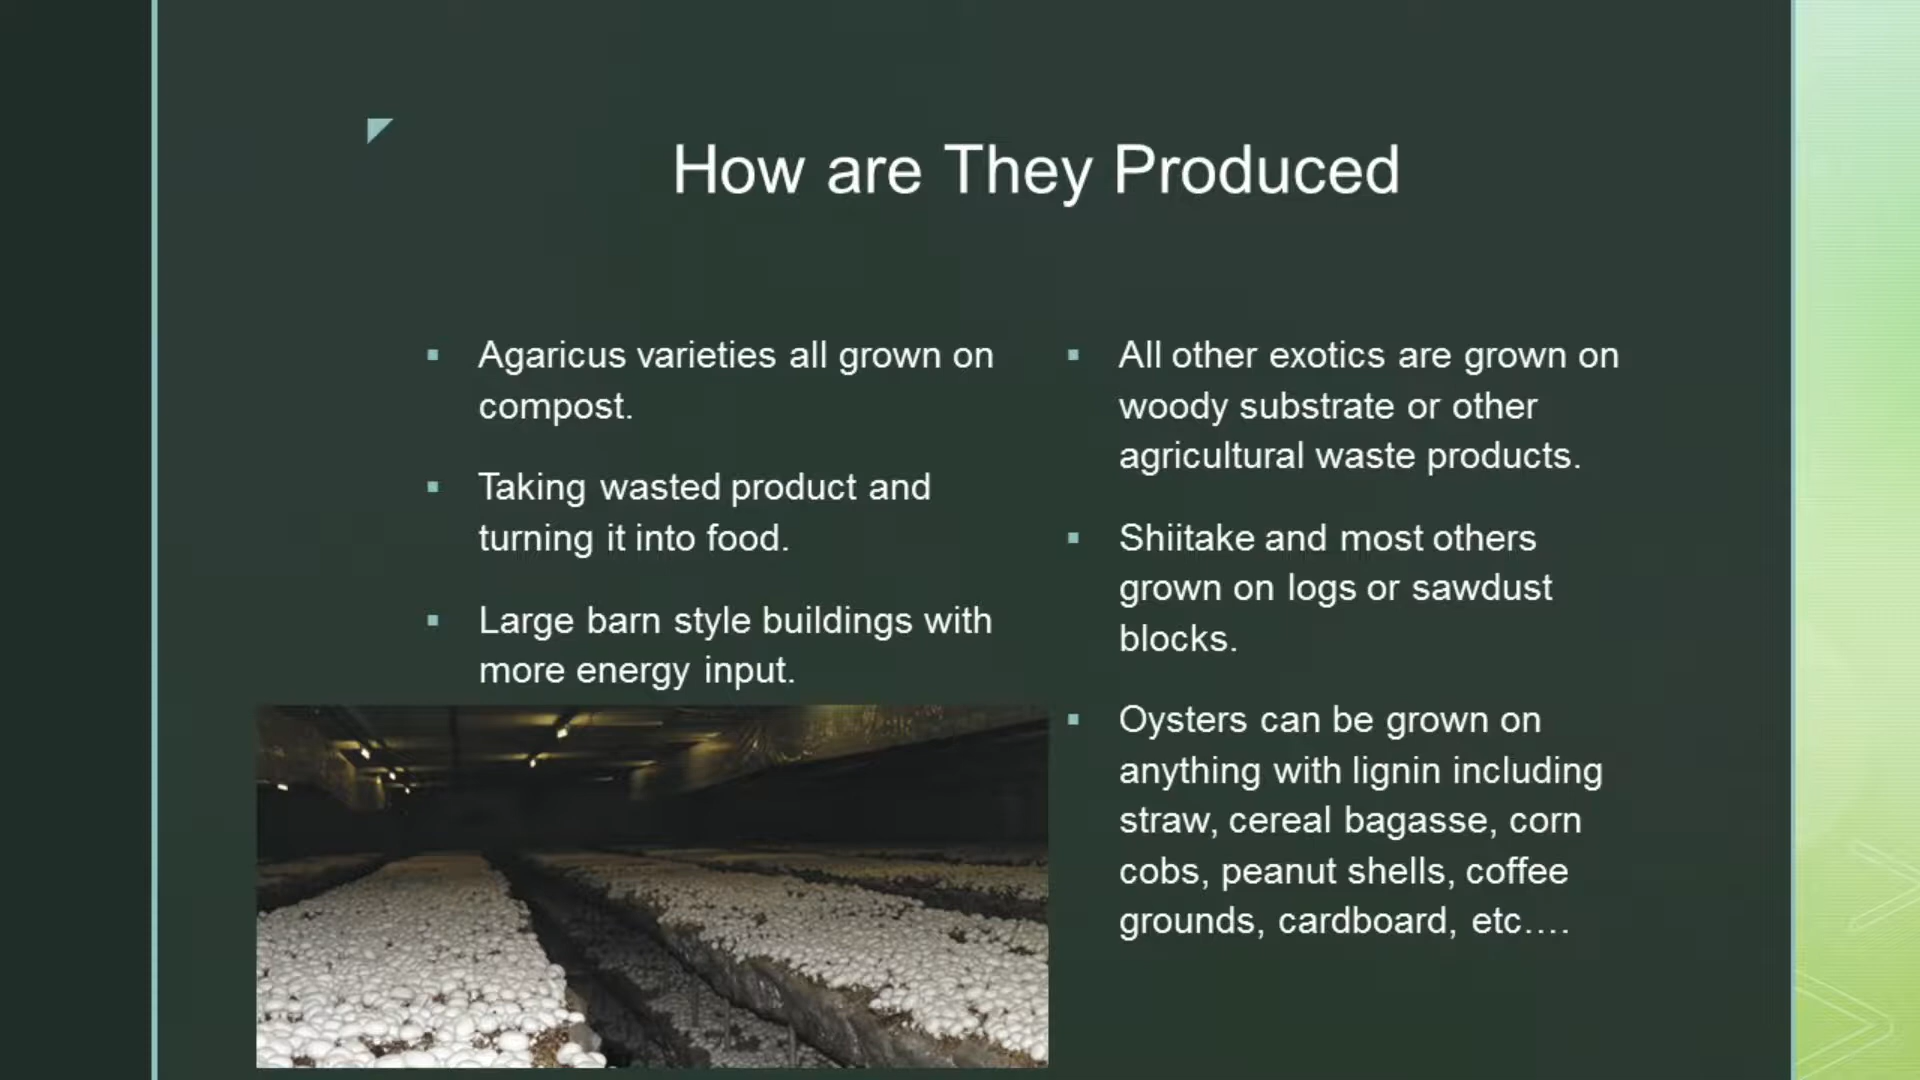 How are They Produced
Agaricus varieties all grown on
compost.
Taking wasted product and
turning it into food.
Large barn style buildings with
more energy input.
All other exotics are grown on
woody substrate or other
agricultural waste products.
Shiitake and most others
grown on logs or sawdust
blocks.
Oysters can be grown on
anything with lignin including
straw, cereal bagasse, corn
cobs, peanut shells, coffee
grounds, cardboard, etc....